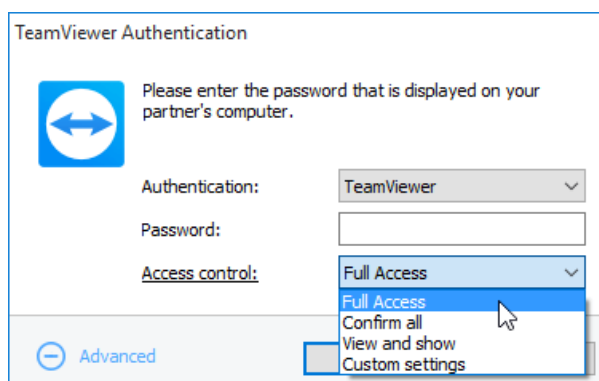 TeamViewer Authentication
Please enter the password that is displayed on your
partner's computer.
Authentication: TeamViewer
Password:
Access control: Full Access
Full Access
Confirm all
View and show
Custom settings
Advanced